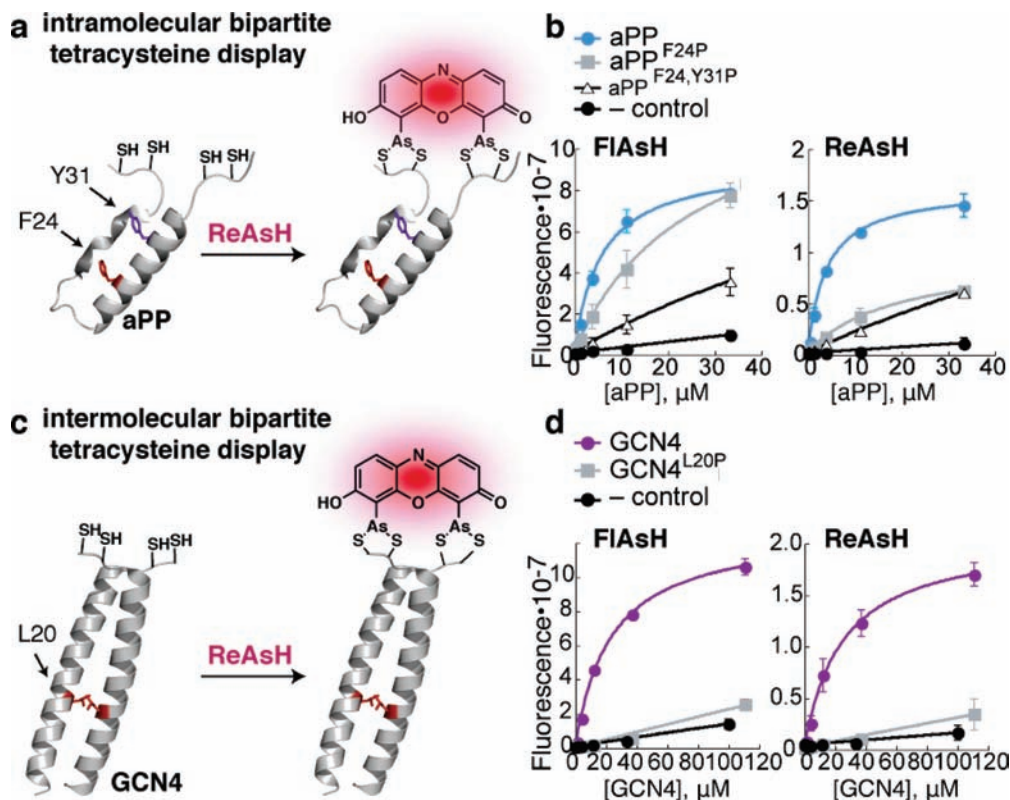 a intramolecular bipartite
tetracysteine display
SH SH SH SH
Y31
F24
aPP
ReAsH
N
HO O O
As As
S S S S
b
aPP
aPP F24P
aPP F24,Y31P
– control
FlAsH
Fluorescence•10-7
10
8
6
4
2
0
0 10 20 30 40
[aPP], µM
ReAsH
2
1.5
1
0.5
0
0 10 20 30 40
[aPP], µM
c intermolecular bipartite
tetracysteine display
SH SH SH SH
L20
GCN4
ReAsH
N
HO O O
As As
S S S S
d
GCN4
GCN4 L20P
– control
FlAsH
Fluorescence•10-7
10
8
6
4
2
0
0 20 40 60 80 100 120
[GCN4], µM
ReAsH
2.0
1.5
1.0
0.5
0
0 20 40 60 80 100 120
[GCN4], µM